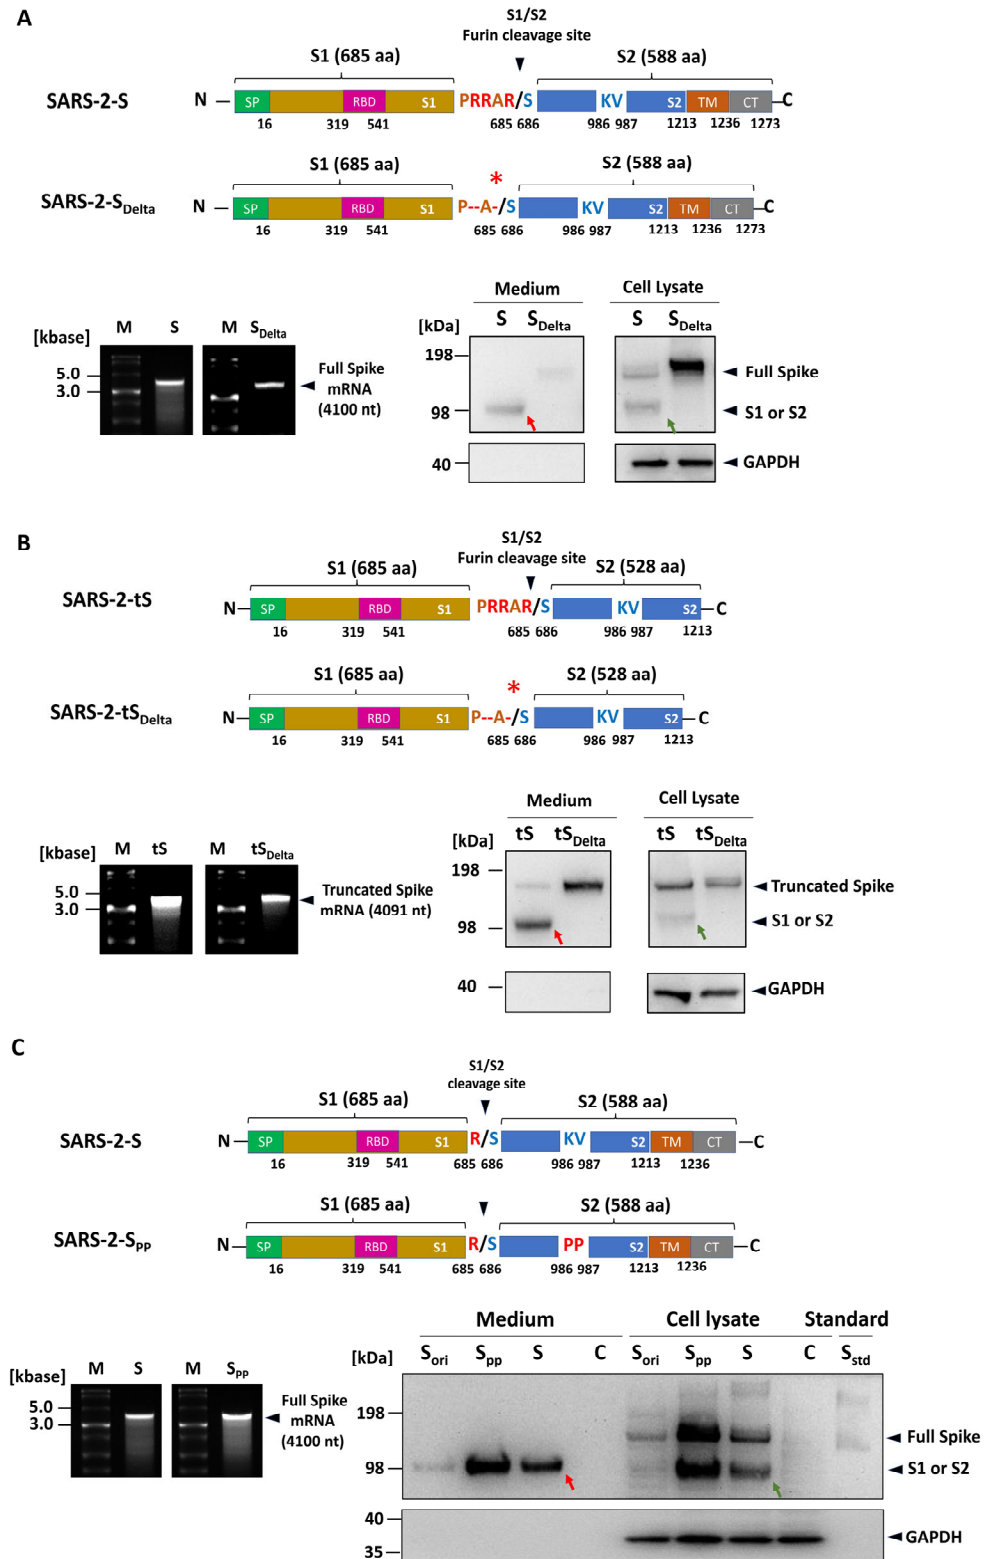 A
S1/S2
Furin cleavage site
S1 (685 aa)
S2 (588 aa)
SARS-2-S
N
SP
RBD
S1
PRRAR/S
KV
S2
TM
CT
C
16
319
541
685 686
986 987
1213
1236
1273
S1 (685 aa)
*
S2 (588 aa)
SARS-2-SDelta
N
SP
RBD
S1
P--A-/S
KV
S2
TM
CT
C
16
319
541
685 686
986 987
1213
1236
1273
Medium
Cell Lysate
[kbase]
M
S
M
SDelta
[kDa]
S
SDelta
S
SDelta
5.0
3.0
Full Spike
mRNA
(4100 nt)
198
98
40
Full Spike
S1 or S2
GAPDH
B
S1/S2
Furin cleavage site
S1 (685 aa)
S2 (528 aa)
SARS-2-tS
N
SP
RBD
S1
PRRAR/S
KV
S2
C
16
319
541
685 686
986 987
1213
S1 (685 aa)
*
S2 (528 aa)
SARS-2-tSDelta
N
SP
RBD
S1
P--A-/S
KV
S2
C
16
319
541
685 686
986 987
1213
Medium
Cell Lysate
[kbase]
M
tS
M
tSDelta
[kDa]
tS
tSDelta
tS
tSDelta
5.0
3.0
Truncated Spike
mRNA (4091 nt)
198
98
40
Truncated Spike
S1 or S2
GAPDH
C
S1/S2
cleavage site
S1 (685 aa)
S2 (588 aa)
SARS-2-S
N
SP
RBD
S1
R/S
KV
S2
TM
CT
C
16
319
541
685 686
986 987
1213
1236
S1 (685 aa)
S2 (588 aa)
SARS-2-SPP
N
SP
RBD
S1
R/S
PP
S2
TM
CT
C
16
319
541
685 686
986 987
1213
1236
Medium
Cell lysate
Standard
[kbase]
M
S
M
SPP
[kDa]
Sori
Spp
S
C
Sori
Spp
S
C
Sstd
5.0
3.0
Full Spike
mRNA
(4100 nt)
198
98
40
35
Full Spike
S1 or S2
GAPDH